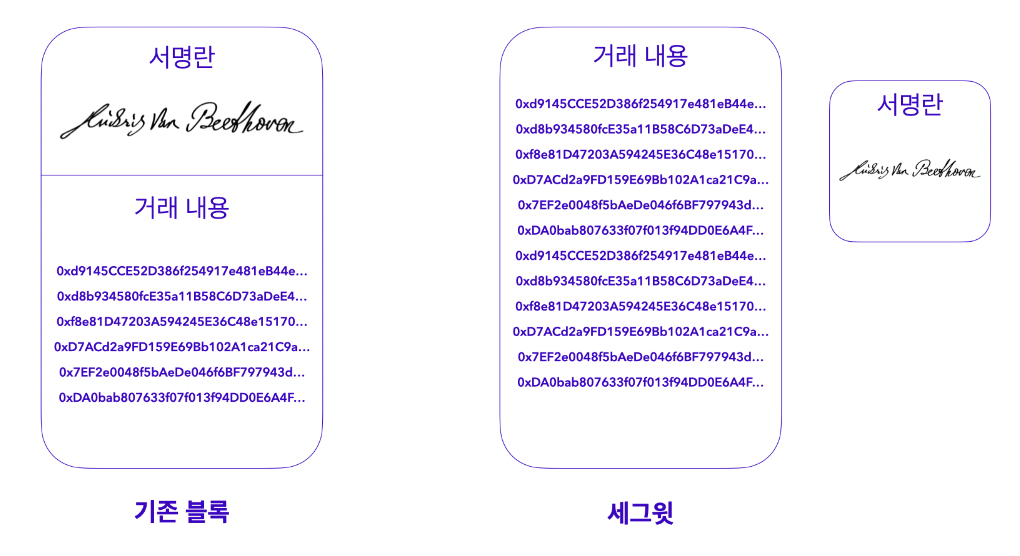 서명란
Ludwig Van Beethoven
거래 내용
0xd9145CCE52D386f254917e481eB44e...
0xd8b934580fcE35a11B58C6D73aDeE4...
0xf8e81D47203A594245E36C48e15170...
0xD7ACd2a9FD159E69Bb102A1ca21C9a...
0x7EF2e0048f5bAeDe046f6BF797943d...
0xDA0bab807633f07f013f94DD0E6A4F...
기존 블록
거래 내용
0xd9145CCE52D386f254917e481eB44e...
0xd8b934580fcE35a11B58C6D73aDeE4...
0xf8e81D47203A594245E36C48e15170...
0xD7ACd2a9FD159E69Bb102A1ca21C9a...
0x7EF2e0048f5bAeDe046f6BF797943d...
0xDA0bab807633f07f013f94DD0E6A4F...
0xd9145CCE52D386f254917e481eB44e...
0xd8b934580fcE35a11B58C6D73aDeE4...
0xf8e81D47203A594245E36C48e15170...
0xD7ACd2a9FD159E69Bb102A1ca21C9a...
0x7EF2e0048f5bAeDe046f6BF797943d...
0xDA0bab807633f07f013f94DD0E6A4F...
세그윗
서명란
Ludwig Van Beethoven